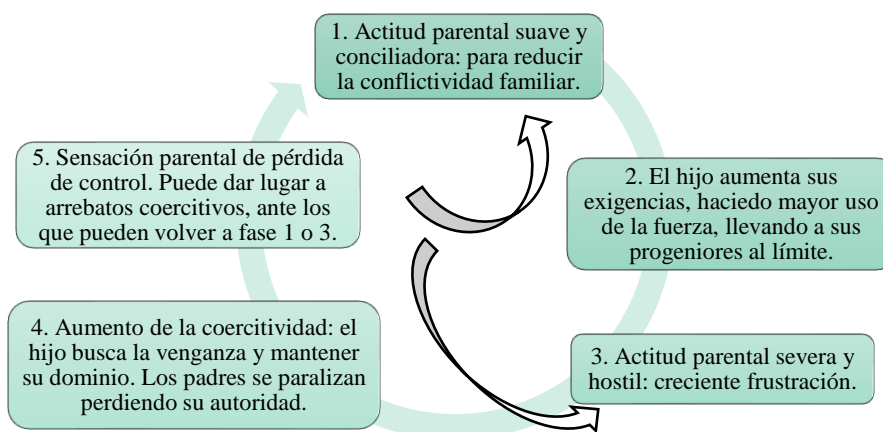 1. Actitud parental suave y
conciliadora: para reducir
la conflictividad familiar.
2. El hijo aumenta sus
exigencias, haciedo mayor uso
de la fuerza, llevando a sus
progeniores al límite.
3. Actitud parental severa y
hostil: creciente frustración.
4. Aumento de la coercitividad: el
hijo busca la venganza y mantener
su dominio. Los padres se paralizan
perdiendo su autoridad.
5. Sensación parental de pérdida
de control. Puede dar lugar a
arrebatos coercitivos, ante los
que pueden volver a fase 1 o 3.